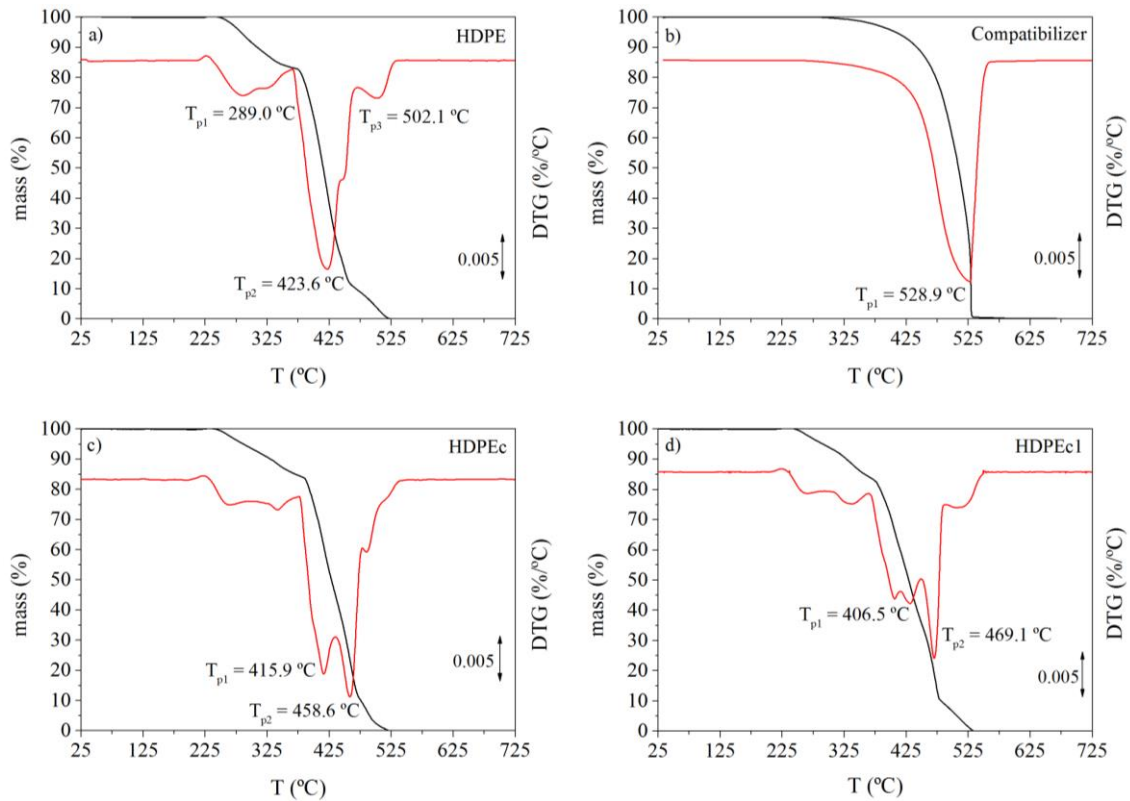 a)
HDPE
100
90
80
70
60
50
40
30
20
10
0
mass (%)
Tp1 = 289.0 ºC
Tp3 = 502.1 ºC
Tp2 = 423.6 ºC
0.005
DTG (%/ºC)
25 125 225 325 425 525 625 725
T (ºC)
b)
Compatibilizer
100
90
80
70
60
50
40
30
20
10
0
mass (%)
Tp1 = 528.9 ºC
0.005
DTG (%/ºC)
25 125 225 325 425 525 625 725
T (ºC)
c)
HDPEc
100
90
80
70
60
50
40
30
20
10
0
mass (%)
Tp1 = 415.9 ºC
Tp2 = 458.6 ºC
0.005
DTG (%/ºC)
25 125 225 325 425 525 625 725
T (ºC)
d)
HDPEc1
100
90
80
70
60
50
40
30
20
10
0
mass (%)
Tp1 = 406.5 ºC
Tp2 = 469.1 ºC
0.005
DTG (%/ºC)
25 125 225 325 425 525 625 725
T (ºC)